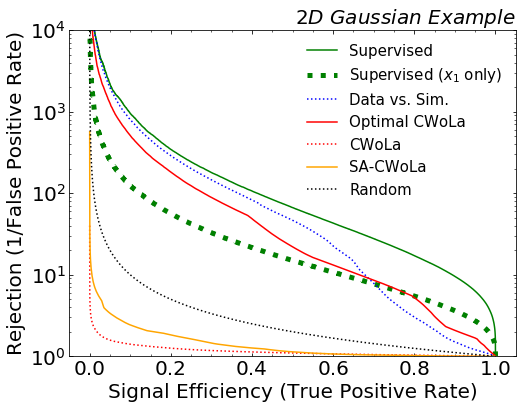 2D Gaussian Example
Rejection (1/False Positive Rate)
10⁴
10³
10²
10¹
10⁰
Supervised
Supervised (x₁ only)
Data vs. Sim.
Optimal CWoLa
CWoLa
SA-CWoLa
Random
0.0 0.2 0.4 0.6 0.8 1.0
Signal Efficiency (True Positive Rate)